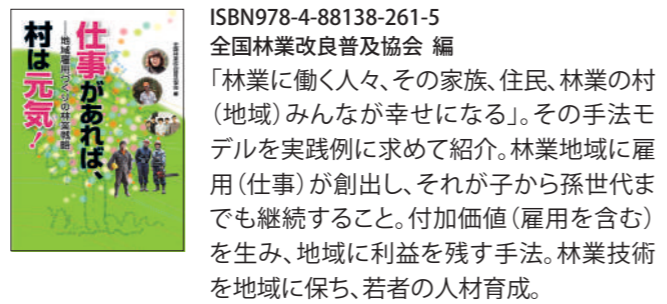 仕事があれば、
村は元気!
──地域雇用づくりの林業戦略
全国林業改良普及協会 編
ISBN978-4-88138-261-5
全国林業改良普及協会 編
「林業に働く人々、その家族、住民、林業の村
(地域)みんなが幸せになる」。その手法モ
デルを実践例に求めて紹介。林業地域に雇
用(仕事)が創出し、それが子から孫世代ま
でも継続すること。付加価値(雇用を含む)
を生み、地域に利益を残す手法。林業技術
を地域に保ち、若者の人材育成。